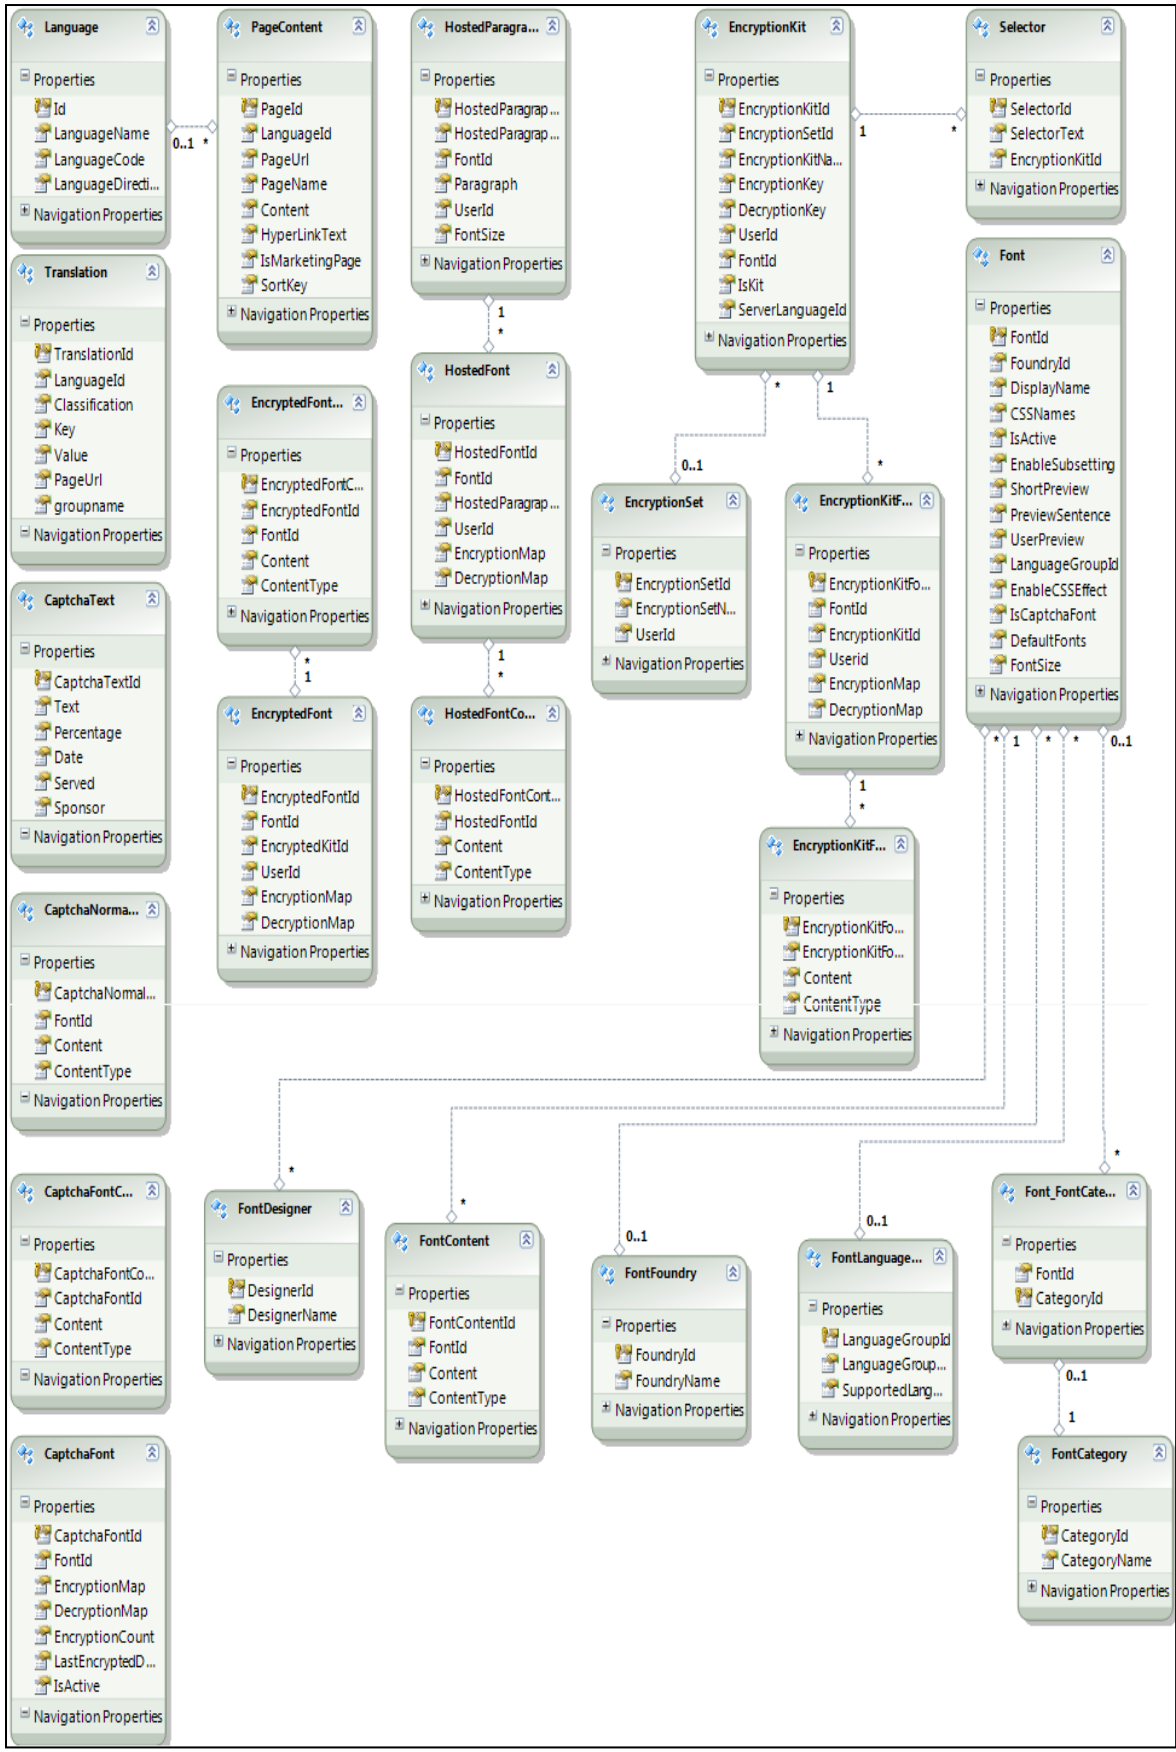 Language
Properties
Id
LanguageName
LanguageCode
LanguageDirecti...
Navigation Properties
0..1
*
PageContent
Properties
PageId
LanguageId
PageUrl
PageName
Content
HyperLinkText
IsMarketingPage
SortKey
Navigation Properties
HostedParagra...
Properties
HostedParagrap...
HostedParagrap...
FontId
Paragraph
UserId
FontSize
Navigation Properties
1
*
EncryptionKit
Properties
EncryptionKitId
EncryptionSetId
EncryptionKitNa...
EncryptionKey
DecryptionKey
UserId
FontId
IsKit
ServerLanguageId
Navigation Properties
1
*
Selector
Properties
SelectorId
SelectorText
EncryptionKitId
Navigation Properties
Translation
Properties
TranslationId
LanguageId
Classification
Key
Value
PageUrl
groupname
Navigation Properties
EncryptedFont...
Properties
EncryptedFontC...
EncryptedFontId
FontId
Content
ContentType
Navigation Properties
*
1
HostedFont
Properties
HostedFontId
FontId
HostedParagrap...
UserId
EncryptionMap
DecryptionMap
Navigation Properties
1
*
*
1
0..1
*
EncryptionSet
Properties
EncryptionSetId
EncryptionSetN...
UserId
Navigation Properties
EncryptionKitF...
Properties
EncryptionKitFo...
FontId
EncryptionKitId
Userid
EncryptionMap
DecryptionMap
Navigation Properties
1
*
Font
Properties
FontId
FoundryId
DisplayName
CSSNames
IsActive
EnableSubsetting
ShortPreview
PreviewSentence
UserPreview
LanguageGroupId
EnableCSSEffect
IsCaptchaFont
DefaultFonts
FontSize
Navigation Properties
*
1
*
*
0..1
CaptchaText
Properties
CaptchaTextId
Text
Percentage
Date
Served
Sponsor
Navigation Properties
EncryptedFont
Properties
EncryptedFontId
FontId
EncryptedKitId
UserId
EncryptionMap
DecryptionMap
Navigation Properties
HostedFontCo...
Properties
HostedFontCont...
HostedFontId
Content
ContentType
Navigation Properties
EncryptionKitF...
Properties
EncryptionKitFo...
EncryptionKitFo...
Content
ContentType
Navigation Properties
CaptchaNorma...
Properties
CaptchaNormal...
FontId
Content
ContentType
Navigation Properties
CaptchaFontC...
Properties
CaptchaFontCo...
CaptchaFontId
Content
ContentType
Navigation Properties
*
FontDesigner
Properties
DesignerId
DesignerName
Navigation Properties
*
FontContent
Properties
FontContentId
FontId
Content
ContentType
Navigation Properties
0..1
FontFoundry
Properties
FoundryId
FoundryName
Navigation Properties
0..1
FontLanguage...
Properties
LanguageGroupId
LanguageGroup...
SupportedLang...
Navigation Properties
*
Font_FontCate...
Properties
FontId
CategoryId
Navigation Properties
0..1
1
FontCategory
Properties
CategoryId
CategoryName
Navigation Properties
CaptchaFont
Properties
CaptchaFontId
FontId
EncryptionMap
DecryptionMap
EncryptionCount
LastEncryptedD...
IsActive
Navigation Properties